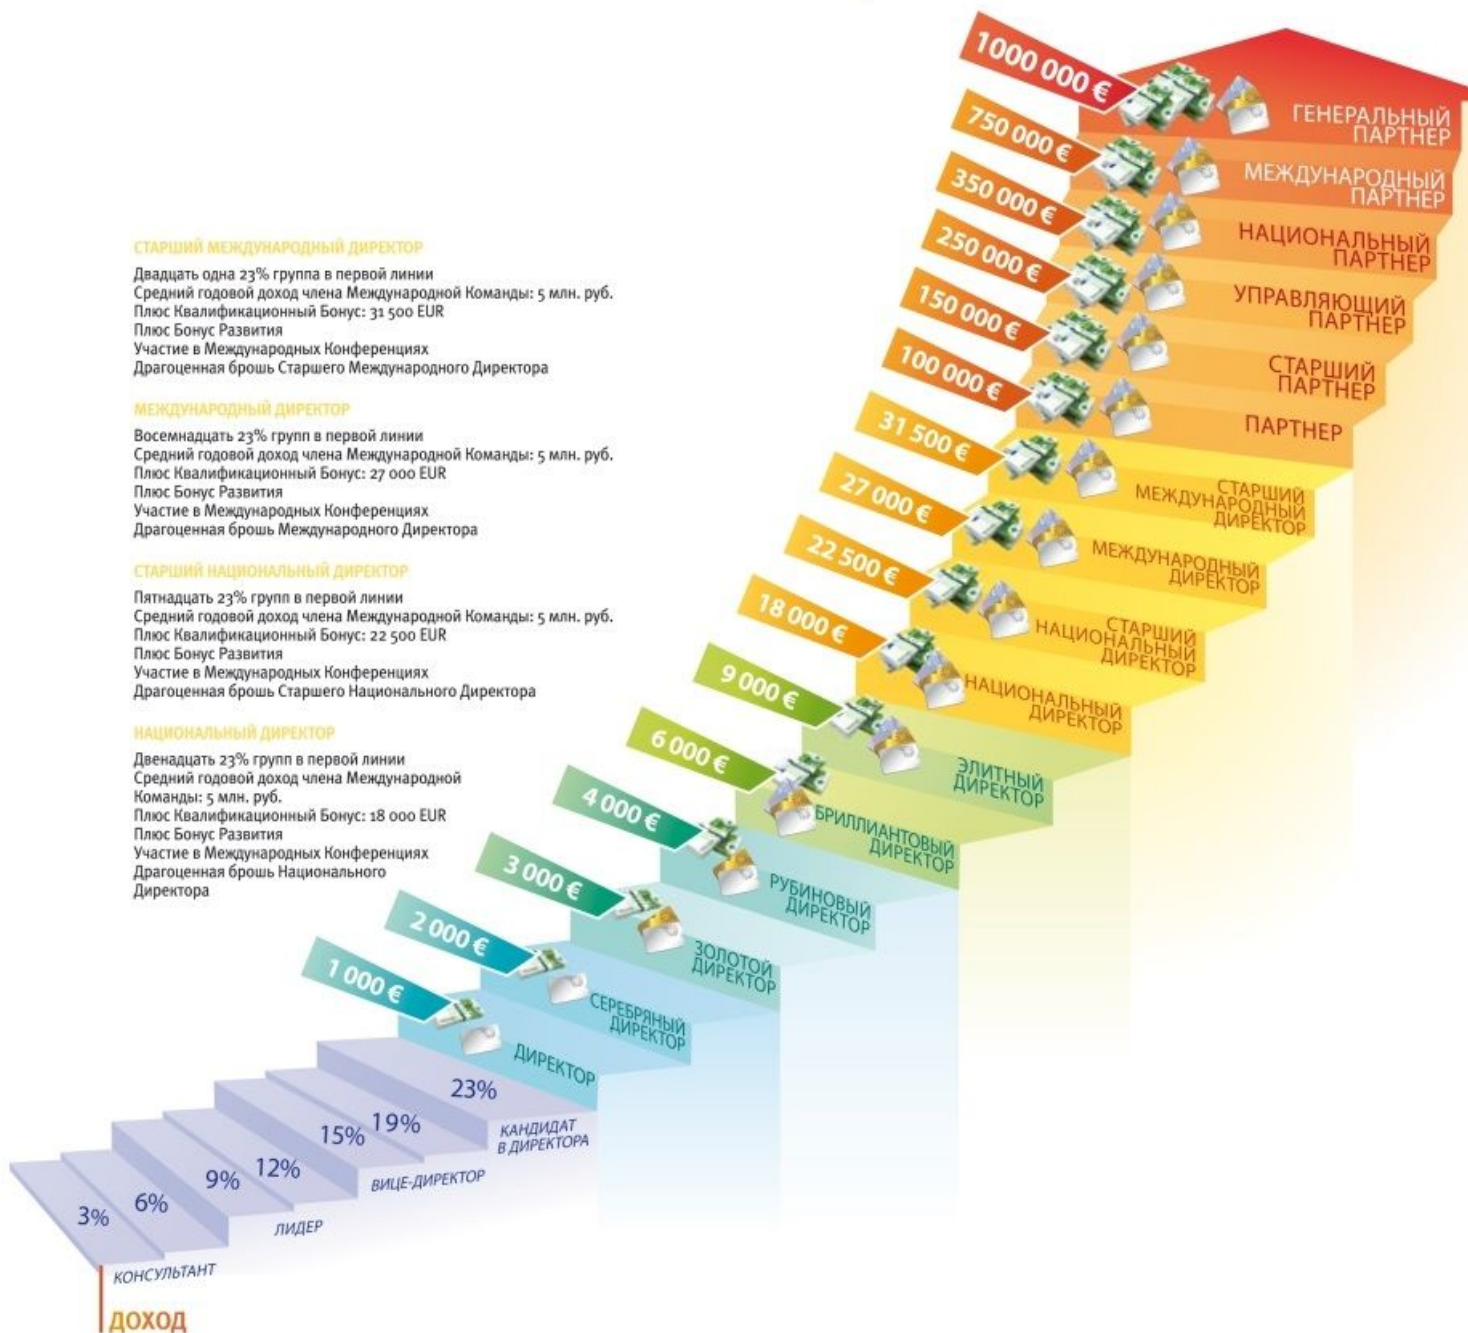 1000 000 €
ГЕНЕРАЛЬНЫЙ
ПАРТНЕР
750 000 €
МЕЖДУНАРОДНЫЙ
ПАРТНЕР
350 000 €
НАЦИОНАЛЬНЫЙ
ПАРТНЕР
250 000 €
УПРАВЛЯЮЩИЙ
ПАРТНЕР
150 000 €
СТАРШИЙ
ПАРТНЕР
100 000 €
ПАРТНЕР
31 500 €
СТАРШИЙ
МЕЖДУНАРОДНЫЙ
ДИРЕКТОР
27 000 €
МЕЖДУНАРОДНЫЙ
ДИРЕКТОР
22 500 €
СТАРШИЙ
НАЦИОНАЛЬНЫЙ
ДИРЕКТОР
18 000 €
НАЦИОНАЛЬНЫЙ
ДИРЕКТОР
9 000 €
ЭЛИТНЫЙ
ДИРЕКТОР
6 000 €
БРИЛЛИАНТОВЫЙ
ДИРЕКТОР
4 000 €
РУБИНОВЫЙ
ДИРЕКТОР
3 000 €
ЗОЛОТОЙ
ДИРЕКТОР
2 000 €
СЕРЕБРЯНЫЙ
ДИРЕКТОР
1 000 €
ДИРЕКТОР
СТАРШИЙ МЕЖДУНАРОДНЫЙ ДИРЕКТОР
Двадцать одна 23% группа в первой линии
Средний годовой доход члена Международной Команды: 5 млн. руб.
Плюс Квалификационный Бонус: 31 500 EUR
Плюс Бонус Развития
Участие в Международных Конференциях
Драгоценная брошь Старшего Международного Директора
МЕЖДУНАРОДНЫЙ ДИРЕКТОР
Восемнадцать 23% групп в первой линии
Средний годовой доход члена Международной Команды: 5 млн. руб.
Плюс Квалификационный Бонус: 27 000 EUR
Плюс Бонус Развития
Участие в Международных Конференциях
Драгоценная брошь Международного Директора
СТАРШИЙ НАЦИОНАЛЬНЫЙ ДИРЕКТОР
Пятнадцать 23% групп в первой линии
Средний годовой доход члена Международной Команды: 5 млн. руб.
Плюс Квалификационный Бонус: 22 500 EUR
Плюс Бонус Развития
Участие в Международных Конференциях
Драгоценная брошь Старшего Национального Директора
НАЦИОНАЛЬНЫЙ ДИРЕКТОР
Двенадцать 23% групп в первой линии
Средний годовой доход члена Международной
Команды: 5 млн. руб.
Плюс Квалификационный Бонус: 18 000 EUR
Плюс Бонус Развития
Участие в Международных Конференциях
Драгоценная брошь Национального
Директора
23%
КАНДИДАТ
В ДИРЕКТОРА
19%
15%
ВИЦЕ-ДИРЕКТОР
12%
9%
ЛИДЕР
6%
3%
КОНСУЛЬТАНТ
ДОХОД